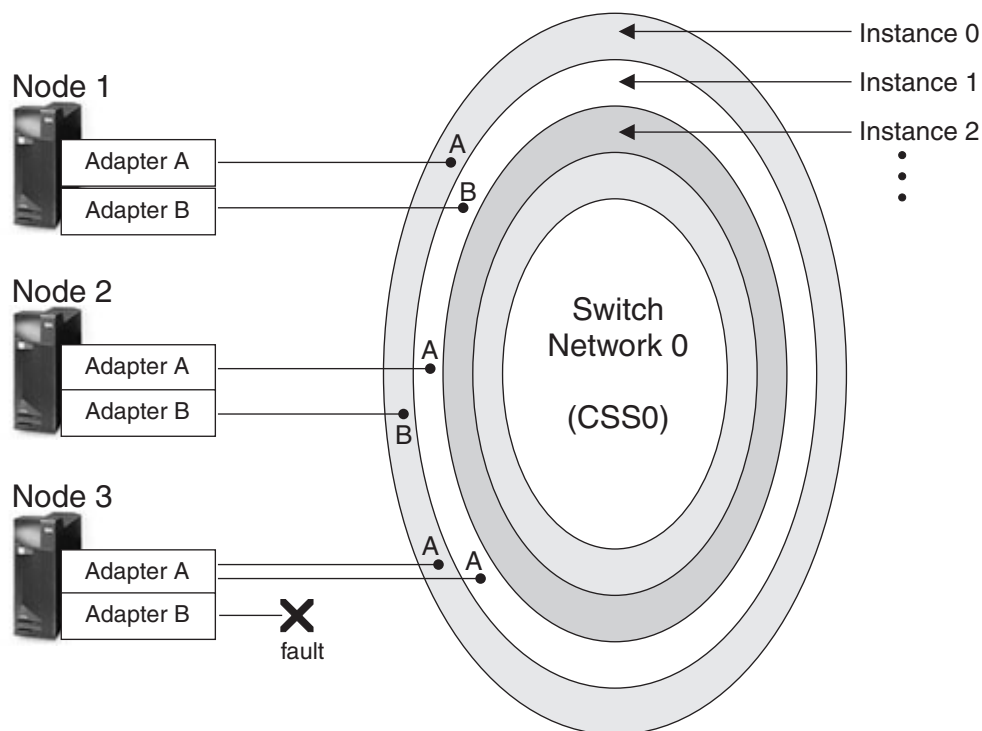 Instance 0
Instance 1
Instance 2
Node 1
Adapter A
Adapter B
A
B
Node 2
Adapter A
Adapter B
A
B
Switch
Network 0
(CSS0)
Node 3
Adapter A
Adapter B
A
A
fault